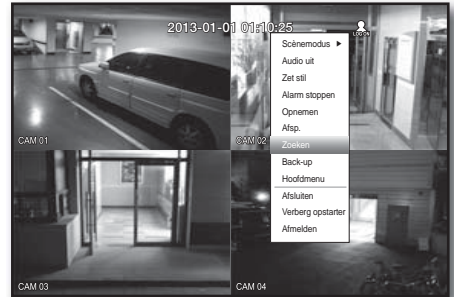 2013-01-01 01:10:25
LOG ON
Scènemodus
Audio uit
Zet stil
Alarm stoppen
Opnemen
Afsp.
Zoeken
Back-up
Hoofdmenu
Afsluiten
Verberg opstarter
Afmelden
CAM 01
CAM 02
CAM 03
CAM 04